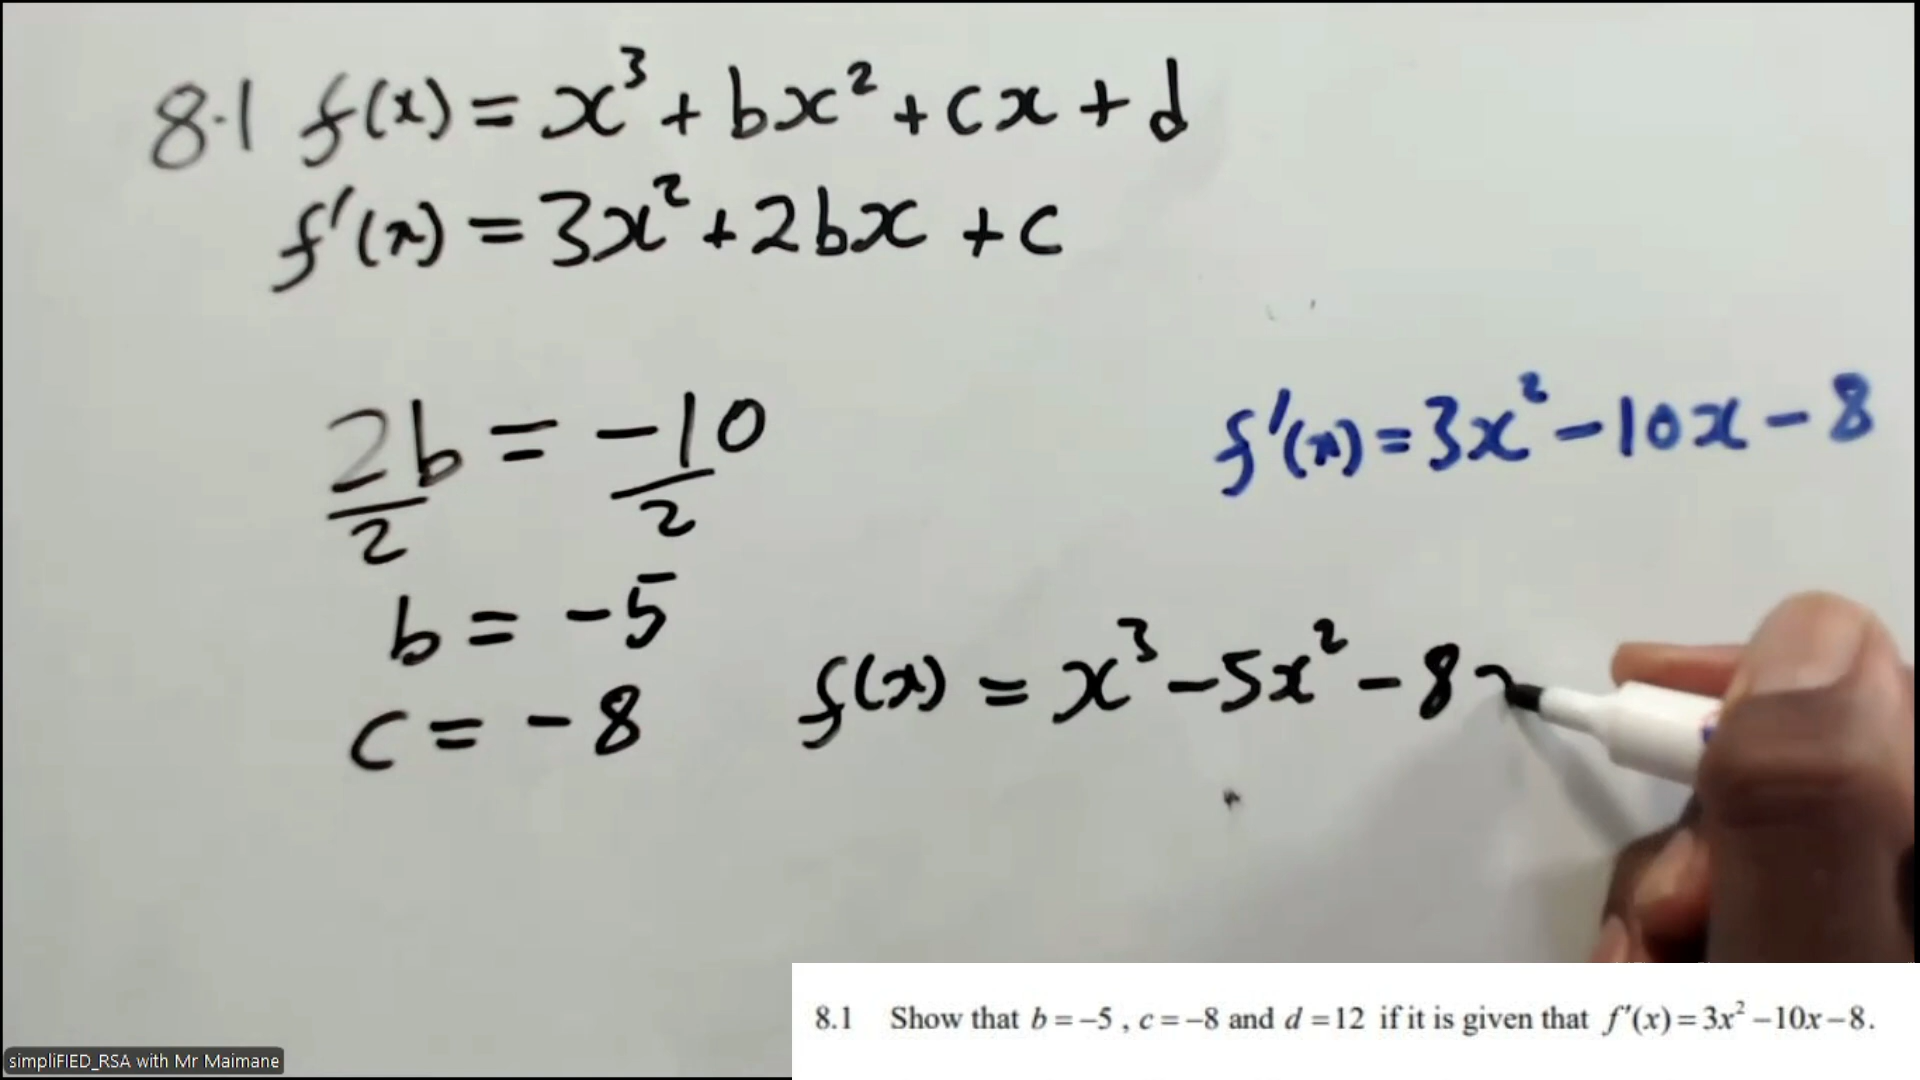 8.1 f(x) = x³ + bx² + cx + d
f'(x) = 3x² + 2bx + c
2b/2 = -10/2
f'(x) = 3x² - 10x - 8
b = -5
c = -8
f(x) = x³ - 5x² - 8x
8.1 Show that b = –5 , c = –8 and d = 12 if it is given that f'(x) = 3x² – 10x – 8.
simpliFIED_RSA with Mr Maimane